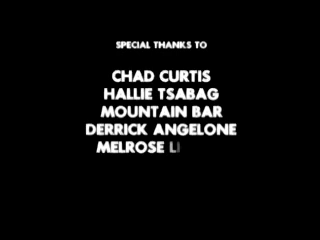 SPECIAL THANKS TO
CHAD CURTIS
HALLIE TSABAG
MOUNTAIN BAR
DERRICK ANGELONE
MELROSE